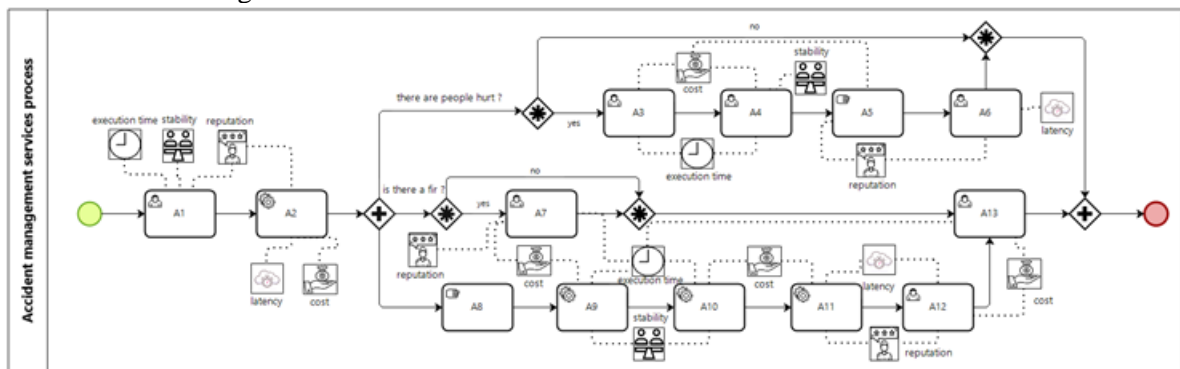 Accident management services process
no
cost
stability
there are people hurt ?
yes
A3
A4
A5
A6
latency
execution time
reputation
execution time
stability
reputation
is there a fir ?
no
A1
A2
yes
A7
A13
reputation
latency
cost
cost
execution time
cost
latency
cost
A8
A9
A10
A11
A12
stability
reputation